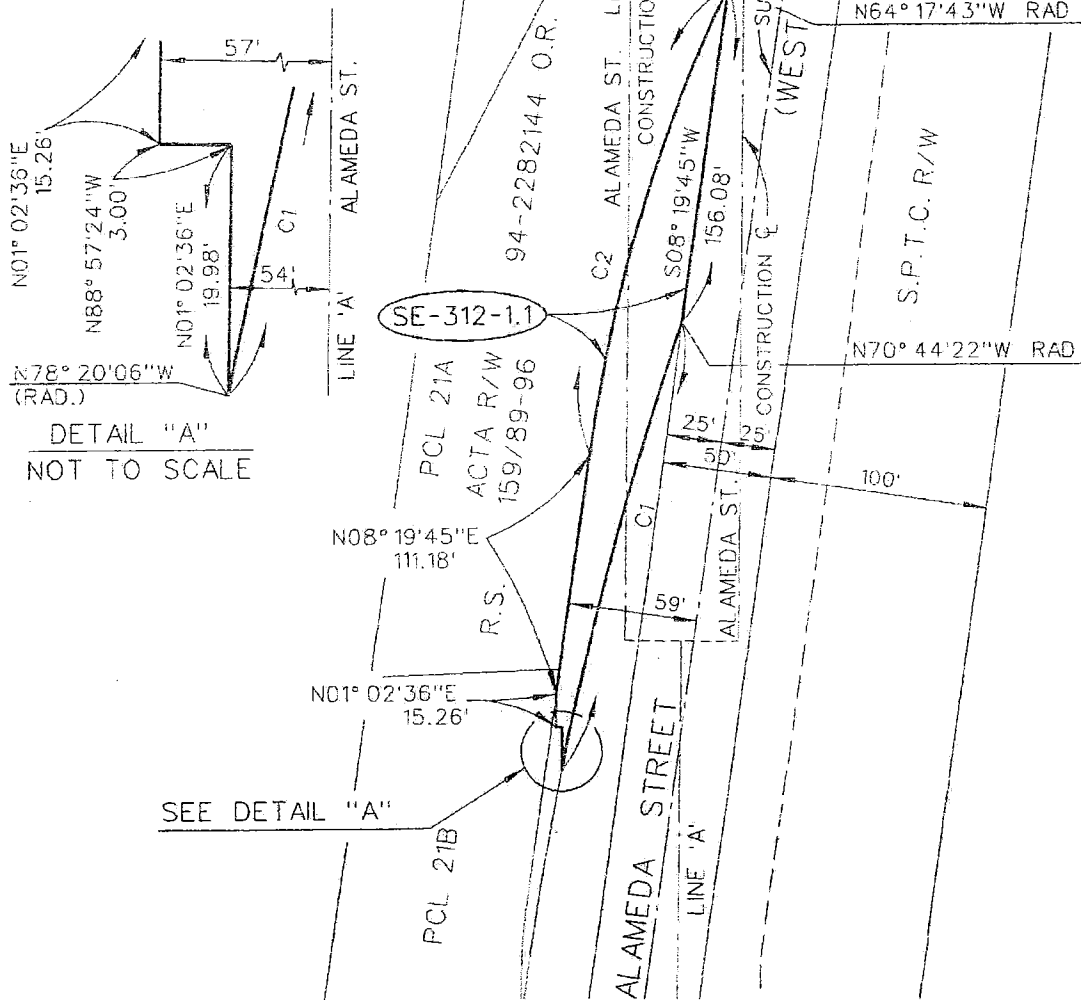 57'
N01° 02'36"E
15.26'
N88° 57'24"W
3.00'
N01° 02'36"E
19.98'
C1
54'
LINE 'A'
ALAMEDA ST.
N78° 20'06"W
(RAD.)
DETAIL "A"
NOT TO SCALE
94-2282144 O.R.
ALAMEDA ST.
CONSTRUCTIO
C2
S08° 19'45"W
156.08'
(WEST
N64° 17'43"W RAD
SE-312-1.1
CONSTRUCTION ℄
S.P.T.C. R/W
N70° 44'22"W RAD
PCL 21A
ACTA R/W
159/89-96
25'
25'
50'
100'
C1
ALAMEDA ST.
N08° 19'45"E
111.18'
R.S.
59'
N01° 02'36"E
15.26'
SEE DETAIL "A"
PCL 21B
ALAMEDA STREET
LINE 'A'